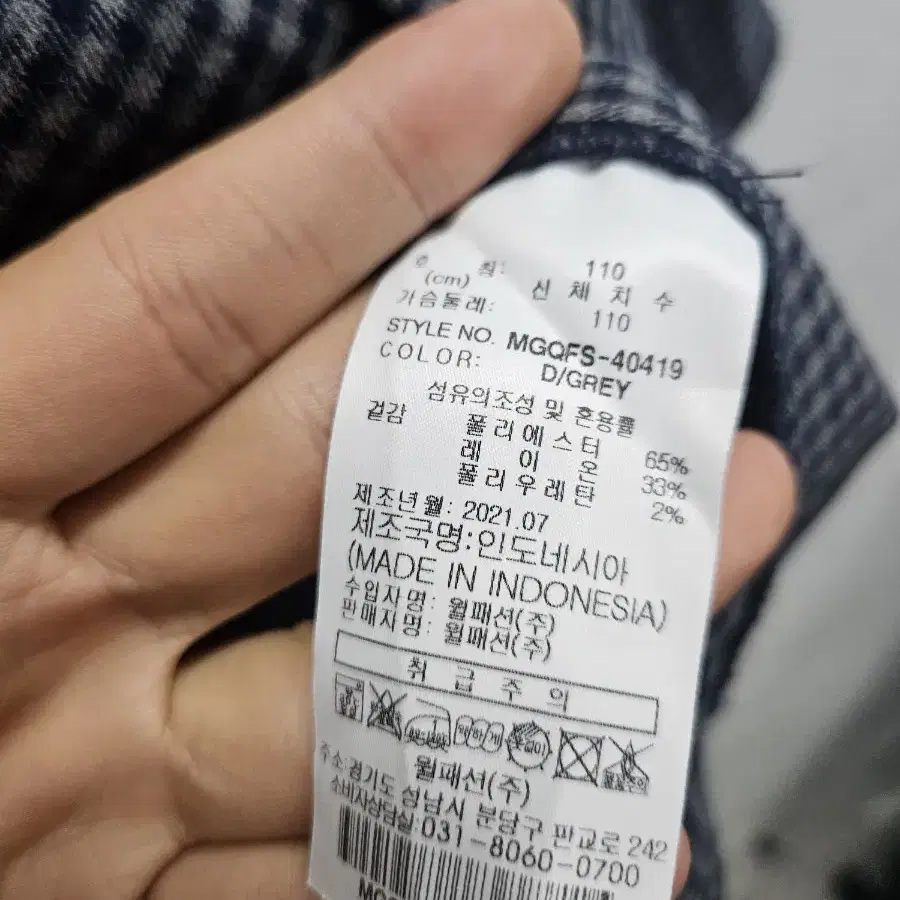 칭: 110
(cm) 신 체 치 수
가슴둘레: 110
STYLE NO. MGQFS-40419
COLOR: D/GREY
섬유의조성 및 혼용률
겉감 폴리에스터 65%
레 이 온 33%
폴리우레탄 2%
제조년월: 2021.07
제조국명:인도네시아
(MADE IN INDONESIA)
수입자명: 월패션(주)
판매자명: 월패션(주)
취 급 주 의
약하게
월패션(주)
주소:경기도 성남시 분당구 판교로 242
소비자상담실:031-8060-0700